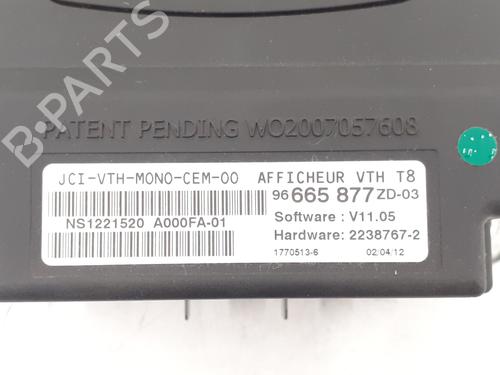 PATENT PENDING WO2007057608
JCI-VTH-MONO-CEM-00 AFFICHEUR VTH T8
96 665 877 ZD-03
NS1221520 A000FA-01
Software : V11.05
Hardware: 2238767-2
1770513-6 02/04/12
B-PARTS